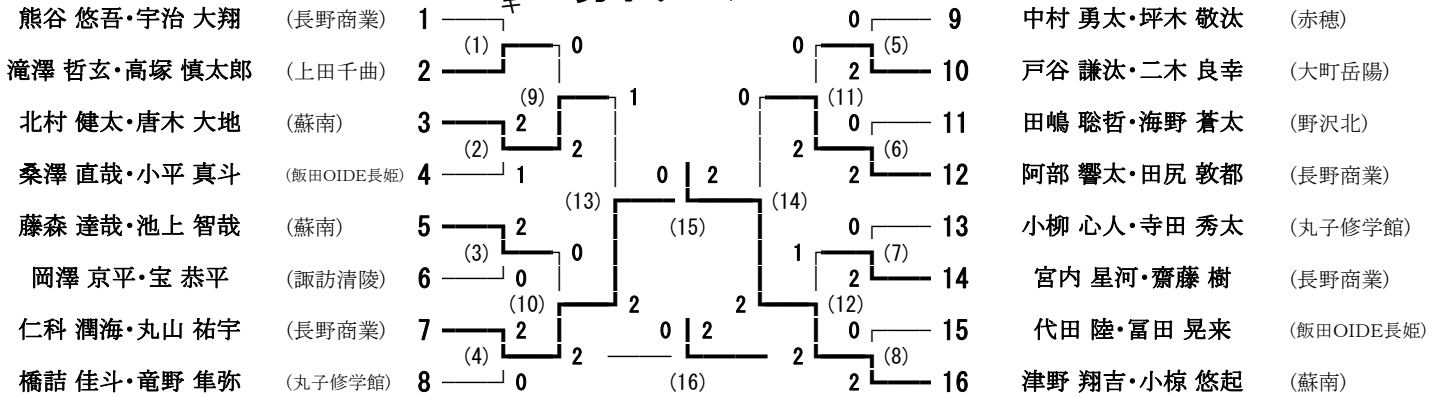 熊谷 悠吾・宇治 大翔 (長野商業) 1 0 9 中村 勇太・坪木 敬汰 (赤穂)
(1) 0 0 (5)
滝澤 哲玄・高塚 慎太郎 (上田千曲) 2 2 10 戸谷 謙汰・二木 良幸 (大町岳陽)
(9) 1 0 (11)
北村 健太・唐木 大地 (蘇南) 3 2 0 11 田嶋 聡哲・海野 蒼太 (野沢北)
(2) 2 2 (6)
桑澤 直哉・小平 真斗 (飯田OIDE長姫) 4 1 0 2 2 12 阿部 響太・田尻 敦都 (長野商業)
(13) (14)
藤森 達哉・池上 智哉 (蘇南) 5 2 (15) 0 13 小柳 心人・寺田 秀太 (丸子修学館)
(3) 0 1 (7)
岡澤 京平・宝 恭平 (諏訪清陵) 6 0 2 14 宮内 星河・齋藤 樹 (長野商業)
(10) 2 2 (12)
仁科 潤海・丸山 祐宇 (長野商業) 7 2 0 2 0 15 代田 陸・冨田 晃来 (飯田OIDE長姫)
(4) 2 2 (8)
橋詰 佳斗・竜野 隼弥 (丸子修学館) 8 0 (16) 2 16 津野 翔吉・小椋 悠起 (蘇南)